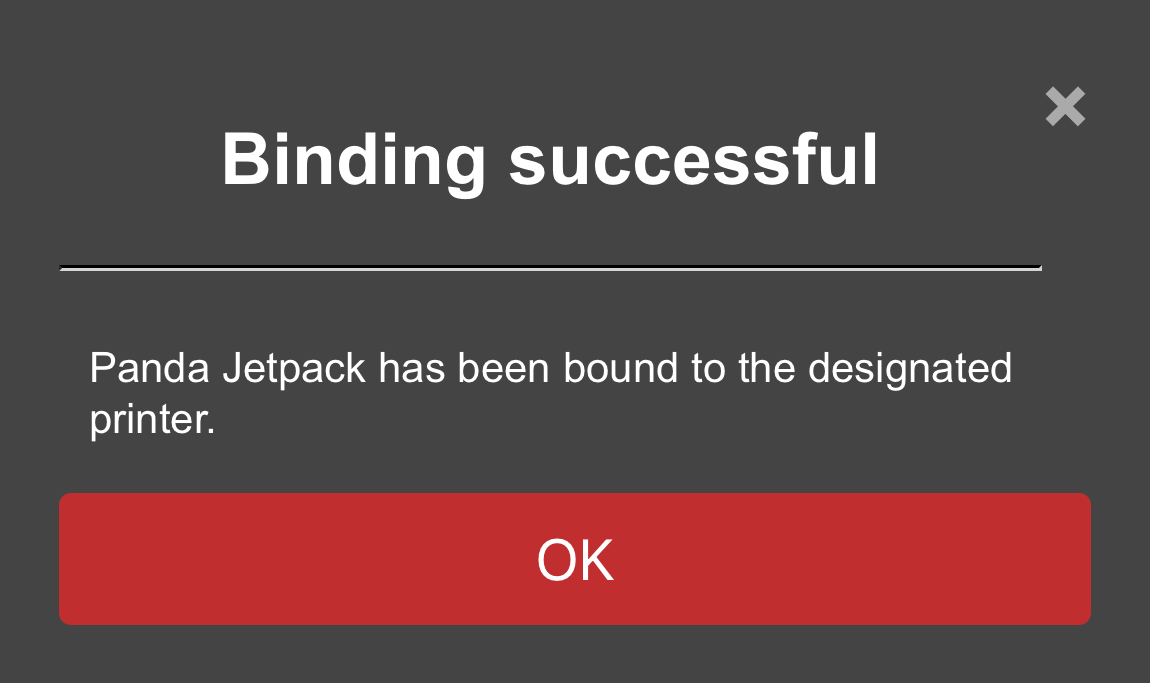 Binding successful
Panda Jetpack has been bound to the designated
printer.
OK